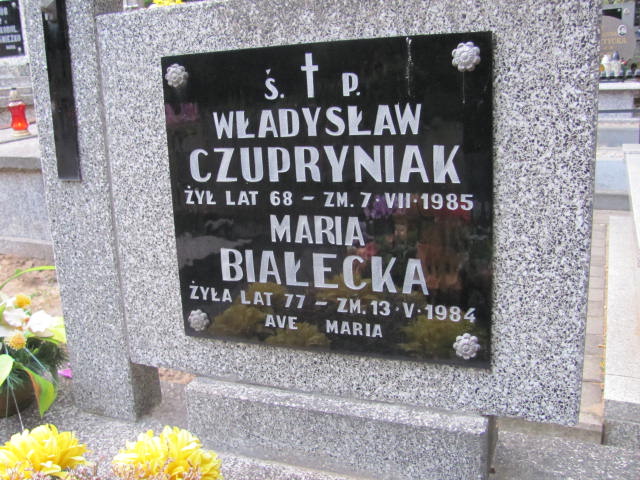 Ś. P.
WŁADYSŁAW
CZUPRYNIAK
ŻYŁ LAT 68 - ZM. 7·VII·1985
MARIA
BIAŁECKA
ŻYŁA LAT 77 - ZM. 13·V·1984
AVE MARIA